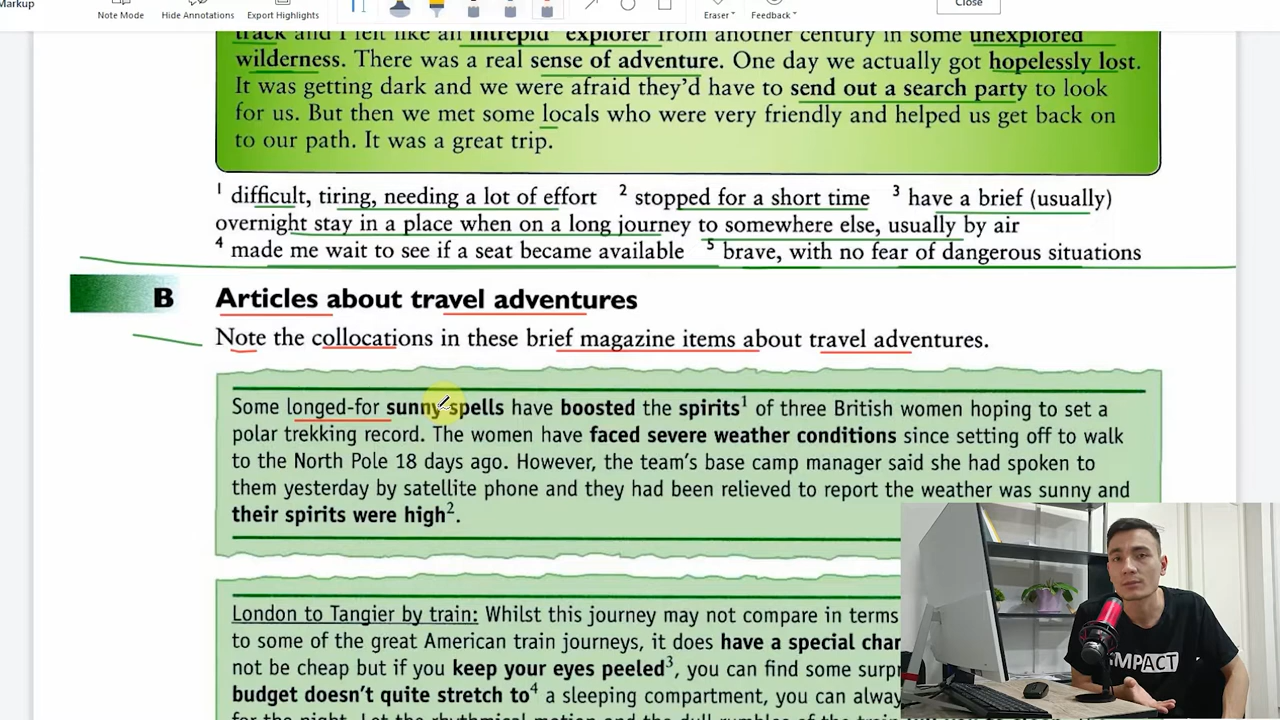 Markup
Note Mode
Hide Annotations
Export Highlights
Eraser
Feedback
Close
track and I felt like an intrepid explorer from another century in some unexplored
wilderness. There was a real sense of adventure. One day we actually got hopelessly lost.
It was getting dark and we were afraid they'd have to send out a search party to look
for us. But then we met some locals who were very friendly and helped us get back on
to our path. It was a great trip.
1 difficult, tiring, needing a lot of effort 2 stopped for a short time 3 have a brief (usually)
overnight stay in a place when on a long journey to somewhere else, usually by air
4 made me wait to see if a seat became available 5 brave, with no fear of dangerous situations
B Articles about travel adventures
Note the collocations in these brief magazine items about travel adventures.
Some longed-for sunny spells have boosted the spirits1 of three British women hoping to set a
polar trekking record. The women have faced severe weather conditions since setting off to walk
to the North Pole 18 days ago. However, the team's base camp manager said she had spoken to
them yesterday by satellite phone and they had been relieved to report the weather was sunny and
their spirits were high2.
London to Tangier by train: Whilst this journey may not compare in terms
to some of the great American train journeys, it does have a special char
not be cheap but if you keep your eyes peeled3, you can find some surpr
budget doesn't quite stretch to4 a sleeping compartment, you can alway
IMPACT